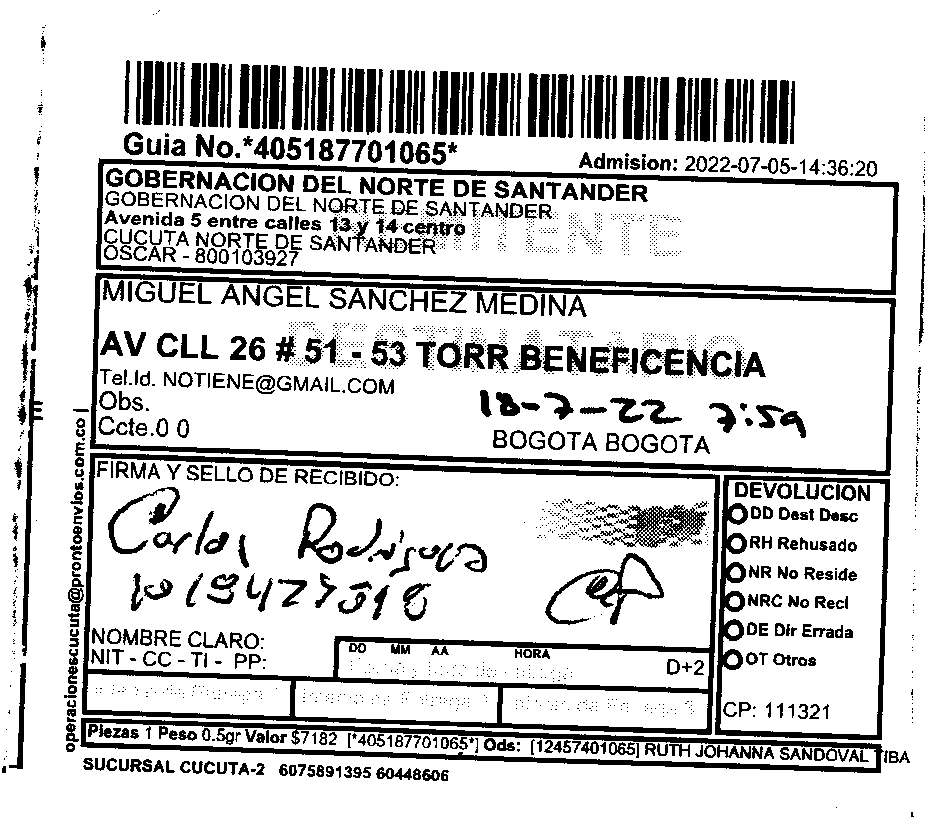 Guia No.*405187701065*
Admision: 2022-07-05-14:36:20
GOBERNACION DEL NORTE DE SANTANDER
GOBERNACION DEL NORTE DE SANTANDER
Avenida 5 entre calles 13 y 14 centro
CUCUTA NORTE DE SANTANDER
OSCAR - 800103927
MIGUEL ANGEL SANCHEZ MEDINA
DESTINATARIO
AV CLL 26 # 51 - 53 TORR BENEFICENCIA
Tel.Id. NOTIENE@GMAIL.COM
Obs.
18-7-22 7:59
Ccte.0 0
BOGOTA BOGOTA
operacionescucuta@prontoenvios.com.co |
FIRMA Y SELLO DE RECIBIDO:
Carlos Rodriguez
NOMBRE CLARO:
NIT - CC - TI - PP:
DD MM AA HORA
D+2
DEVOLUCION
DD Dest Desc
RH Rehusado
NR No Reside
NRC No Recl
DE Dir Errada
OT Otros
CP: 111321
Piezas 1 Peso 0.5gr Valor $7182 [*405187701065*] Ods: [12457401065] RUTH JOHANNA SANDOVAL TIBA
SUCURSAL CUCUTA-2 6075891395 60448606